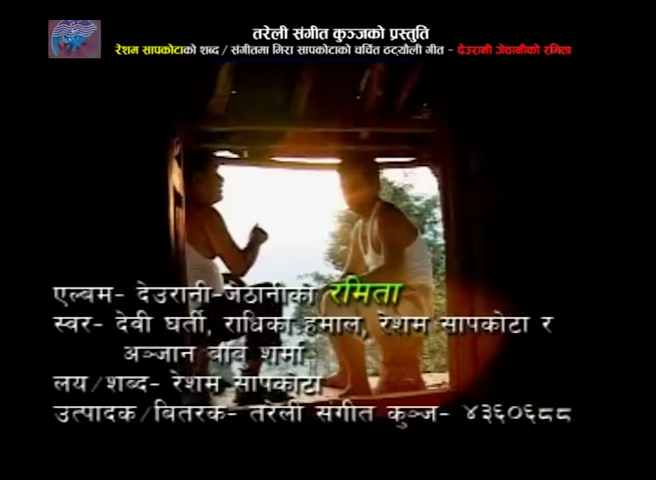 तरेली संगीत कुञ्जको प्रस्तुति
रेशम सापकोटाको शब्द / संगीतमा मिरा सापकोटाको चर्चित ठट्यौली गीत - देउरानी जेठानीको रमिता
एल्बम- देउरानी-जेठानीको रमिता
स्वर- देवी घर्ती, राधिका हमाल, रेशम सापकोटा र
अञ्जान बाबि शर्मा
लय/शब्द- रेशम सापकोटा
उत्पादक/बितरक- तरेली संगीत कुञ्ज- ४३६०६८८